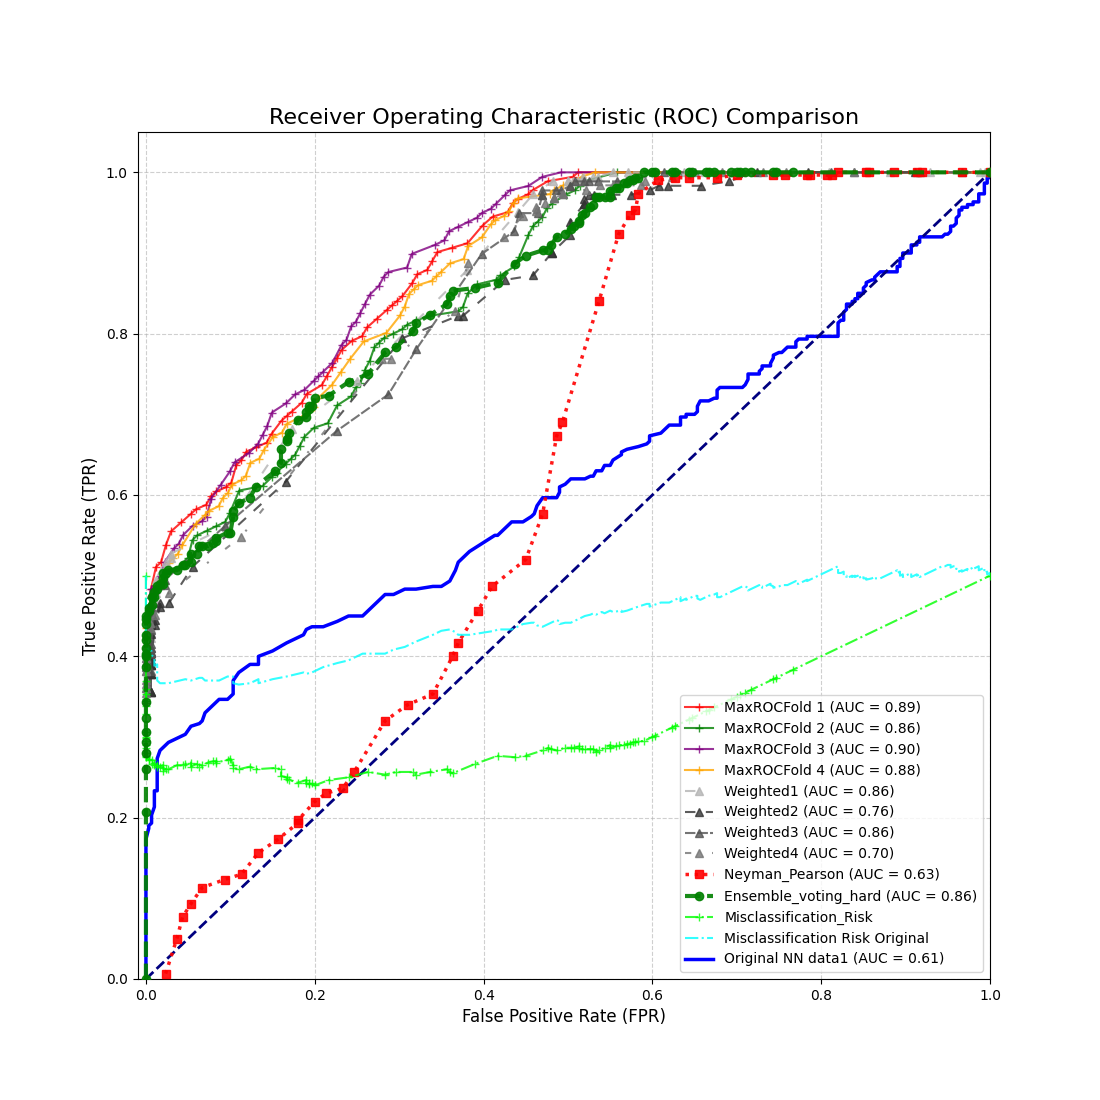 Receiver Operating Characteristic (ROC) Comparison
True Positive Rate (TPR)
1.0
0.8
0.6
0.4
0.2
0.0
MaxROCFold 1 (AUC = 0.89)
MaxROCFold 2 (AUC = 0.86)
MaxROCFold 3 (AUC = 0.90)
MaxROCFold 4 (AUC = 0.88)
Weighted1 (AUC = 0.86)
Weighted2 (AUC = 0.76)
Weighted3 (AUC = 0.86)
Weighted4 (AUC = 0.70)
Neyman_Pearson (AUC = 0.63)
Ensemble_voting_hard (AUC = 0.86)
Misclassification_Risk
Misclassification Risk Original
Original NN data1 (AUC = 0.61)
0.0 0.2 0.4 0.6 0.8 1.0
False Positive Rate (FPR)